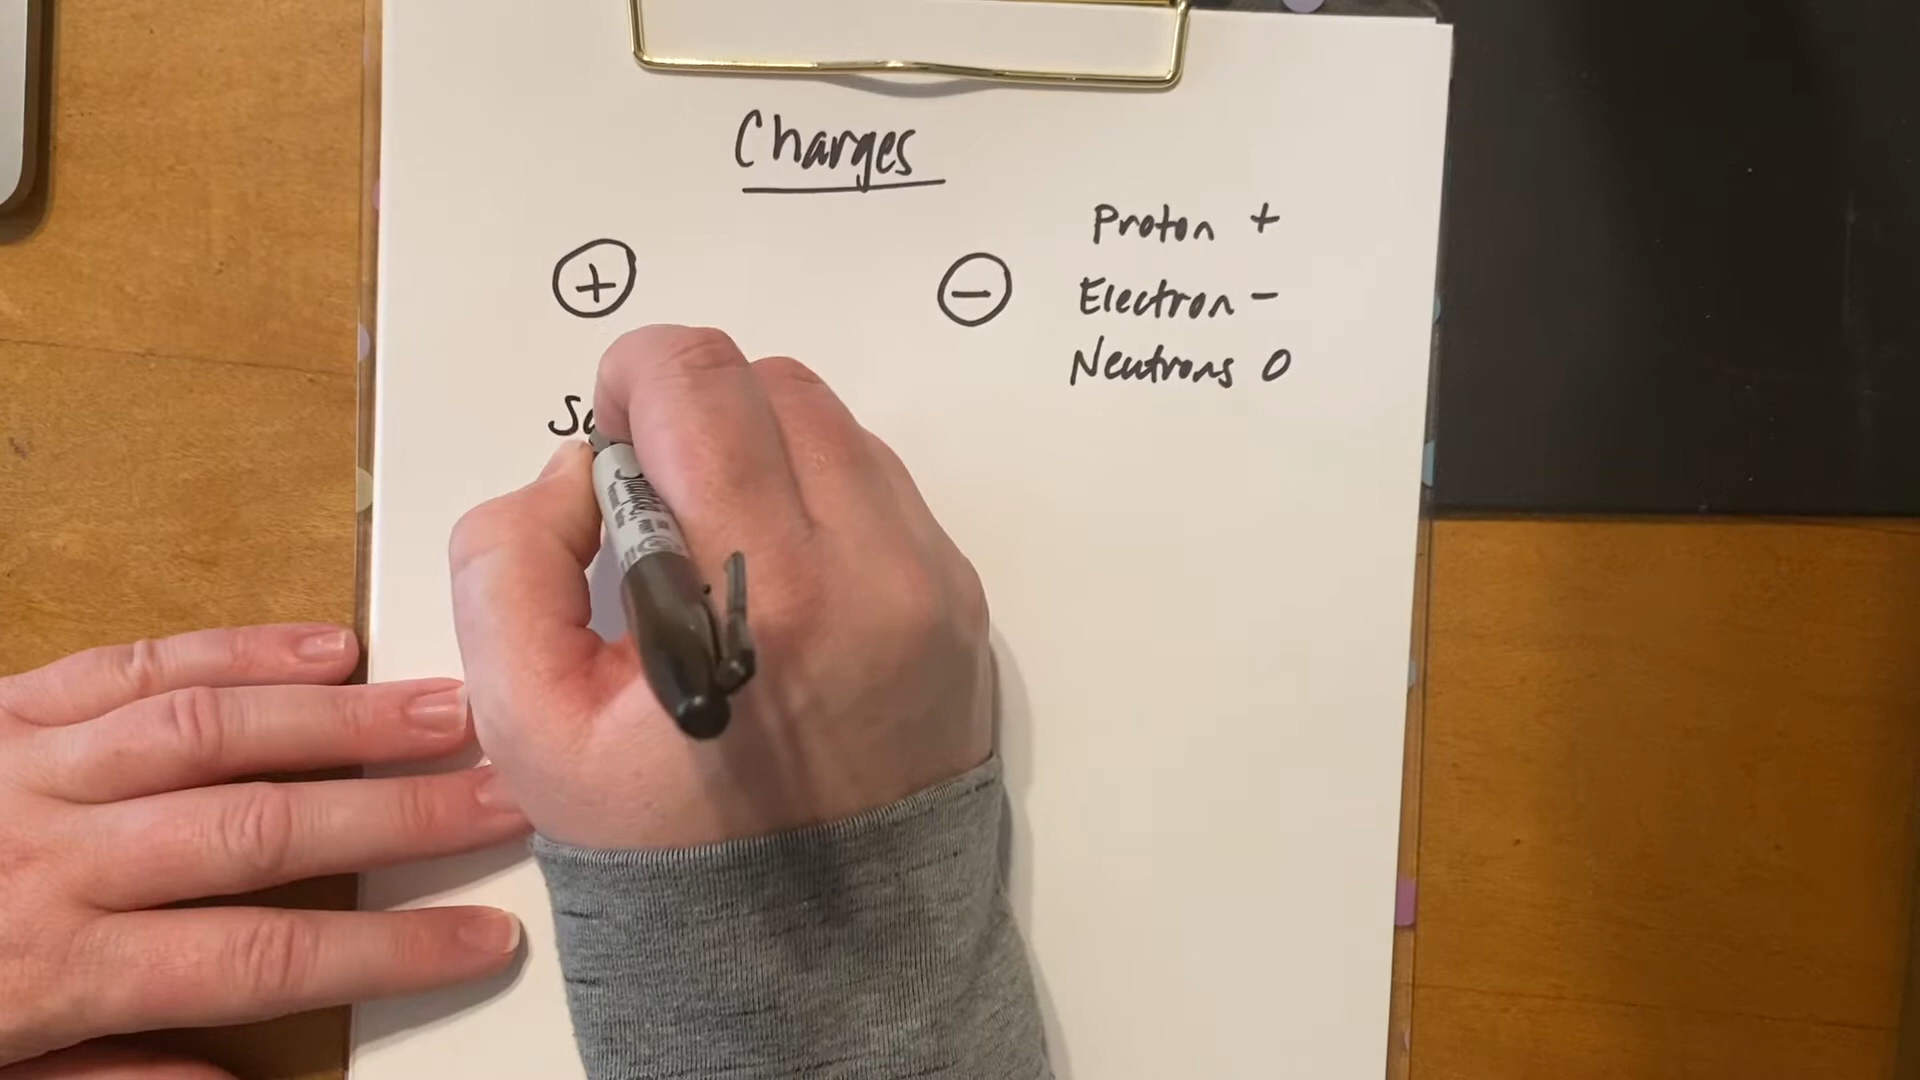 Charges
+
−
Proton +
Electron −
Neutrons 0